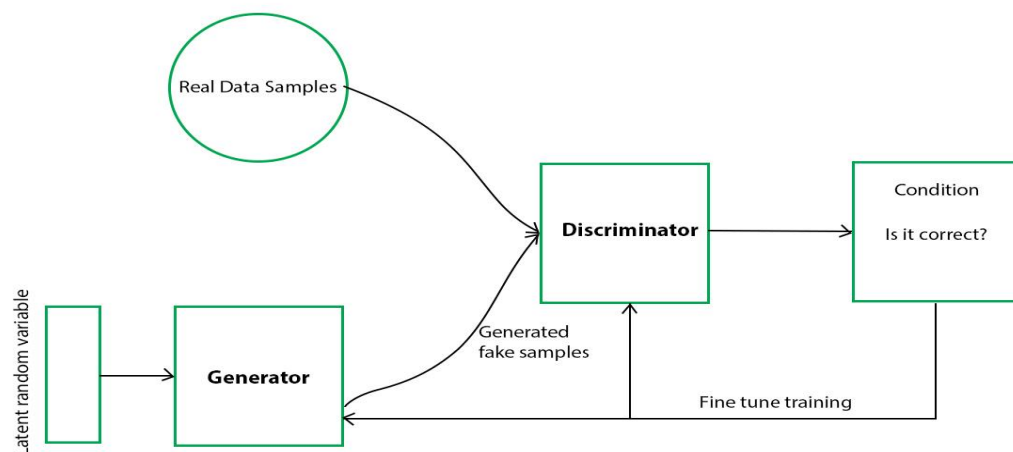 Real Data Samples
Condition
Is it correct?
Discriminator
Generated
fake samples
Latent random variable
Generator
Fine tune training